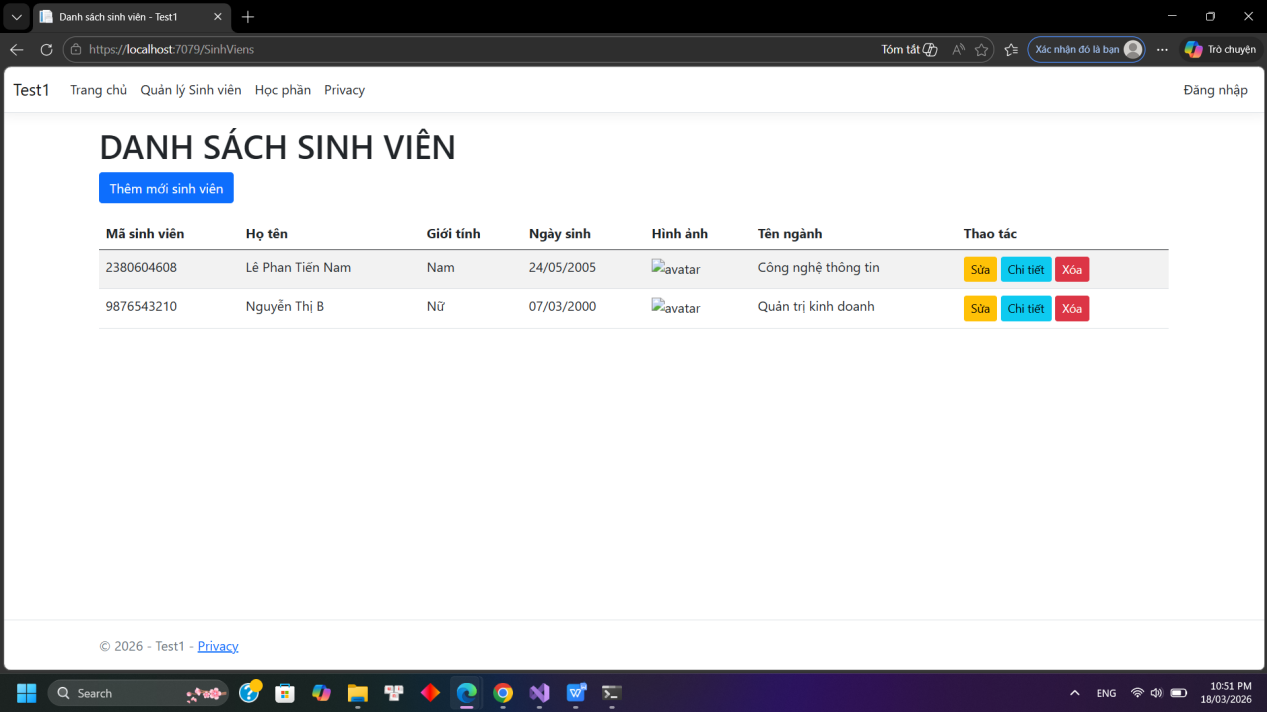 Danh sách sinh viên - Test1
https://localhost:7079/SinhViens
Tóm tắt
Xác nhận đó là bạn
Trò chuyện
Test1 Trang chủ Quản lý Sinh viên Học phần Privacy Đăng nhập
DANH SÁCH SINH VIÊN
Thêm mới sinh viên
Mã sinh viên Họ tên Giới tính Ngày sinh Hình ảnh Tên ngành Thao tác
2380604608 Lê Phan Tiến Nam Nam 24/05/2005 avatar Công nghệ thông tin Sửa Chi tiết Xóa
9876543210 Nguyễn Thị B Nữ 07/03/2000 avatar Quản trị kinh doanh Sửa Chi tiết Xóa
© 2026 - Test1 - Privacy
Search
ENG
10:51 PM
18/03/2026